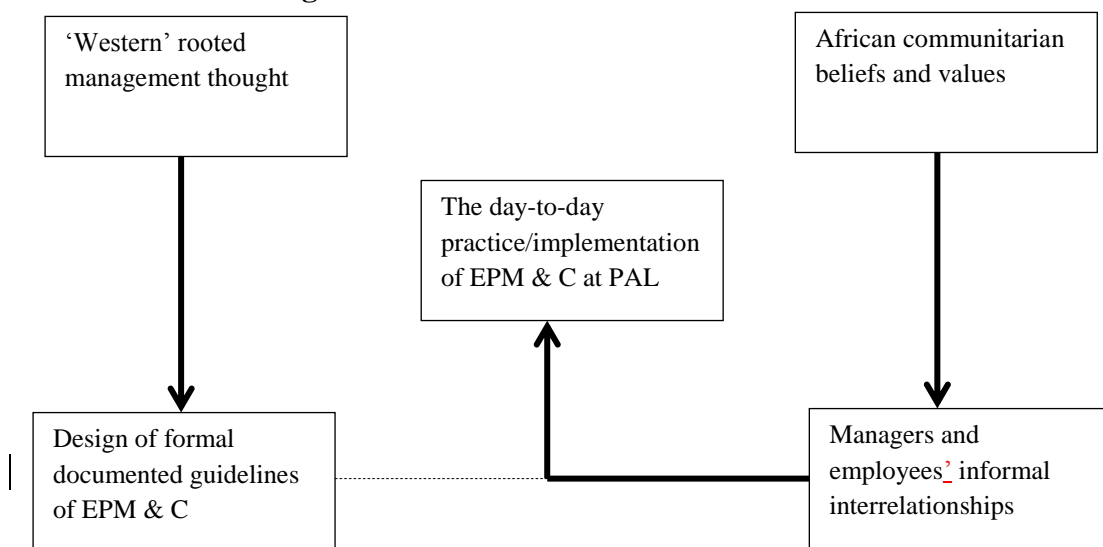 ‘Western’ rooted
management thought
African communitarian
beliefs and values
The day-to-day
practice/implementation
of EPM & C at PAL
Design of formal
documented guidelines
of EPM & C
Managers and
employees’ informal
interrelationships